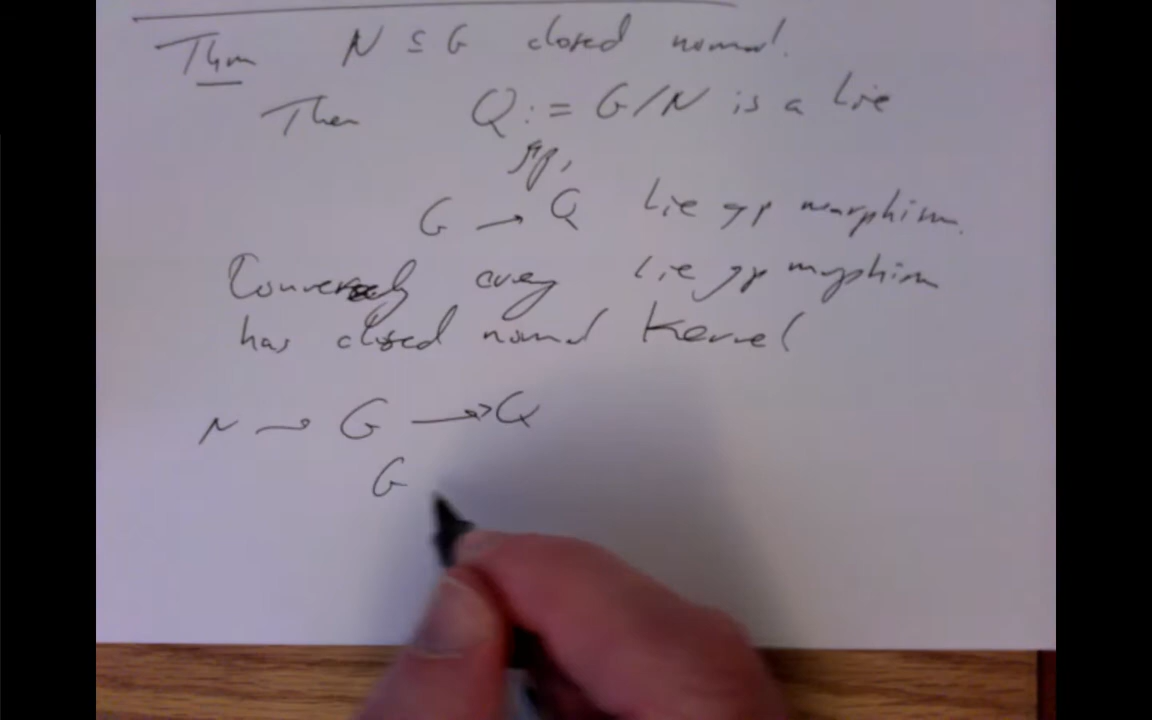 Thm N ⊆ G closed normal.
Then Q := G/N is a Lie
gp,
G → Q Lie gp morphism.
Conversely every Lie gp morphism
has closed normal kernel
N → G ↠ Q
G